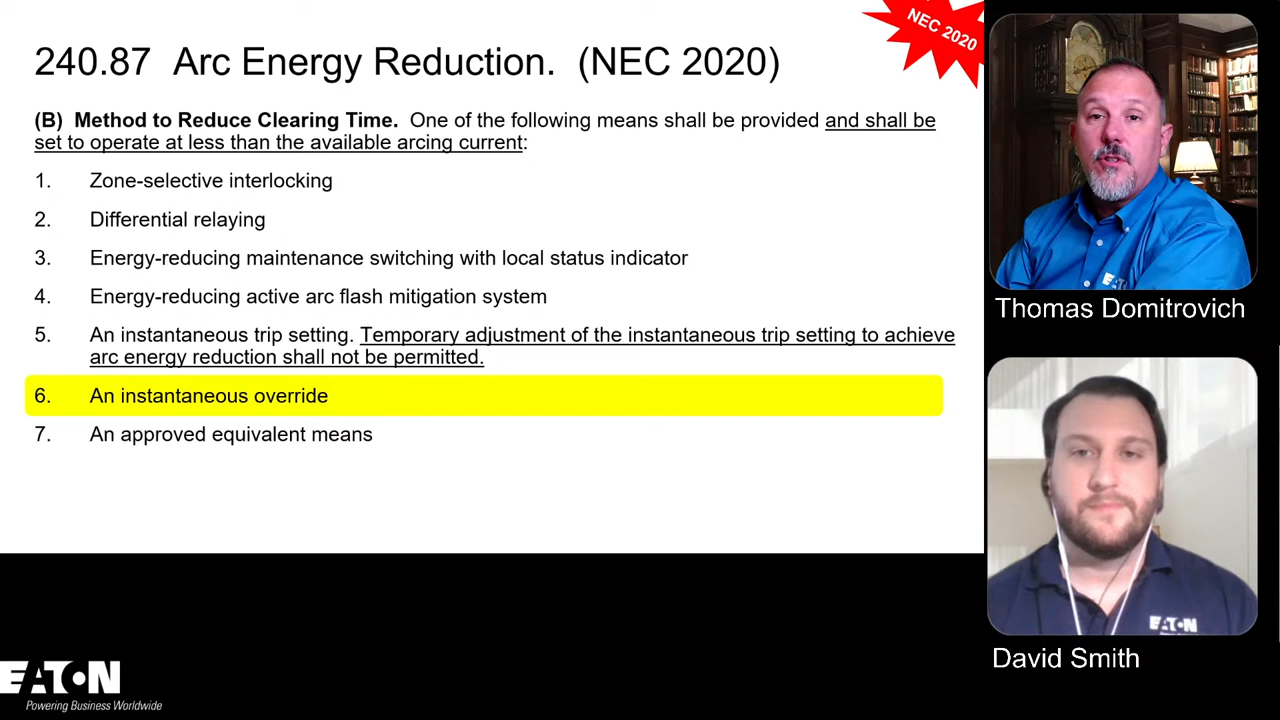 240.87 Arc Energy Reduction. (NEC 2020)
NEC 2020
(B) Method to Reduce Clearing Time. One of the following means shall be provided and shall be
set to operate at less than the available arcing current:
1. Zone-selective interlocking
2. Differential relaying
3. Energy-reducing maintenance switching with local status indicator
4. Energy-reducing active arc flash mitigation system
5. An instantaneous trip setting. Temporary adjustment of the instantaneous trip setting to achieve
arc energy reduction shall not be permitted.
6. An instantaneous override
7. An approved equivalent means
EATON
Thomas Domitrovich
EATON
David Smith
EATON
Powering Business Worldwide